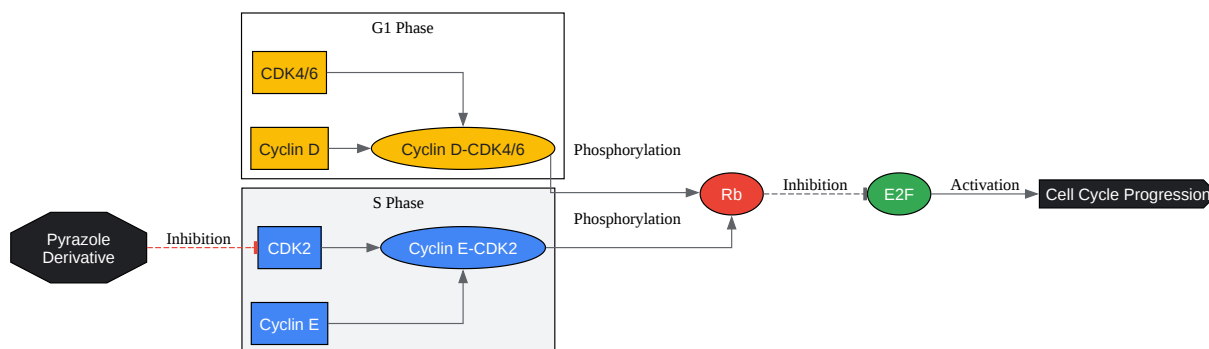 G1 Phase
CDK4/6
Cyclin D
Cyclin D-CDK4/6
Phosphorylation
S Phase
Phosphorylation
Pyrazole
Derivative
Inhibition
CDK2
Cyclin E-CDK2
Cyclin E
Rb
Inhibition
E2F
Activation
Cell Cycle Progression